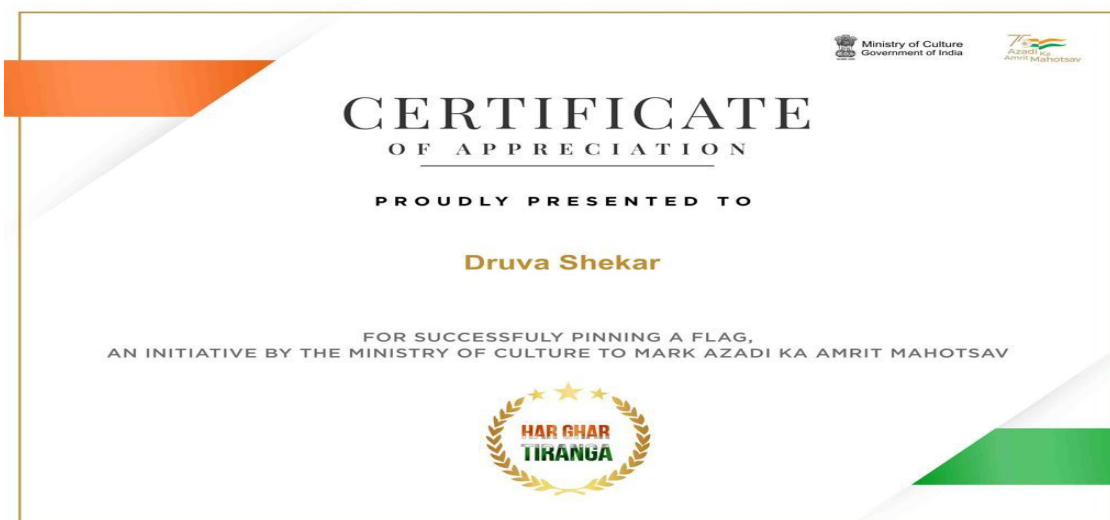 Ministry of Culture
Government of India
75
Azadi Ka
Amrit Mahotsav
CERTIFICATE
OF APPRECIATION
PROUDLY PRESENTED TO
Druva Shekar
FOR SUCCESSFULY PINNING A FLAG,
AN INITIATIVE BY THE MINISTRY OF CULTURE TO MARK AZADI KA AMRIT MAHOTSAV
HAR GHAR
TIRANGA